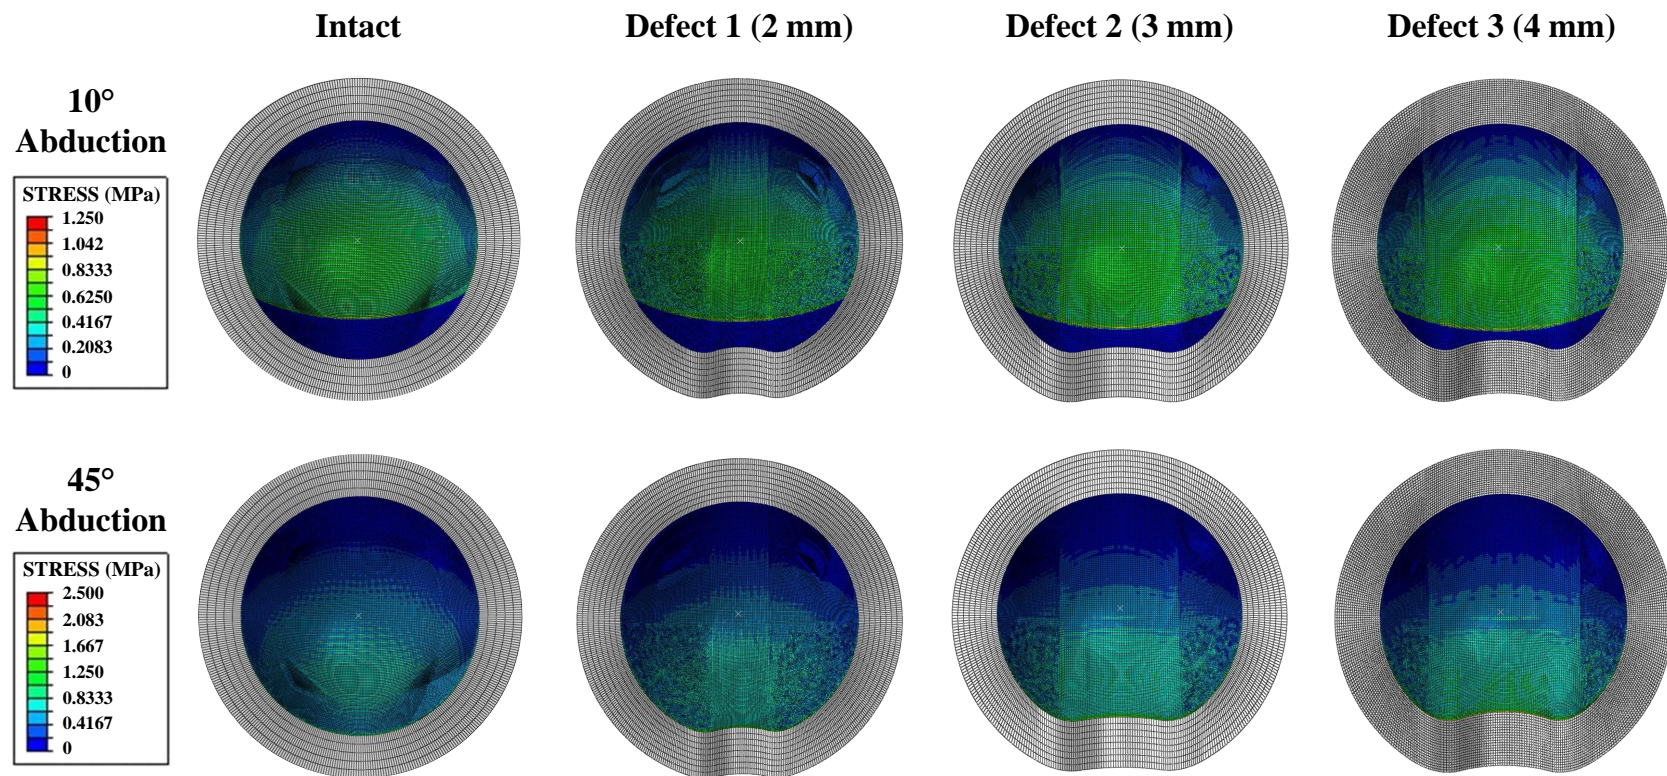 Intact
Defect 1 (2 mm)
Defect 2 (3 mm)
Defect 3 (4 mm)
10°
Abduction
STRESS (MPa)
1.250
1.042
0.8333
0.6250
0.4167
0.2083
0
45°
Abduction
STRESS (MPa)
2.500
2.083
1.667
1.250
0.8333
0.4167
0